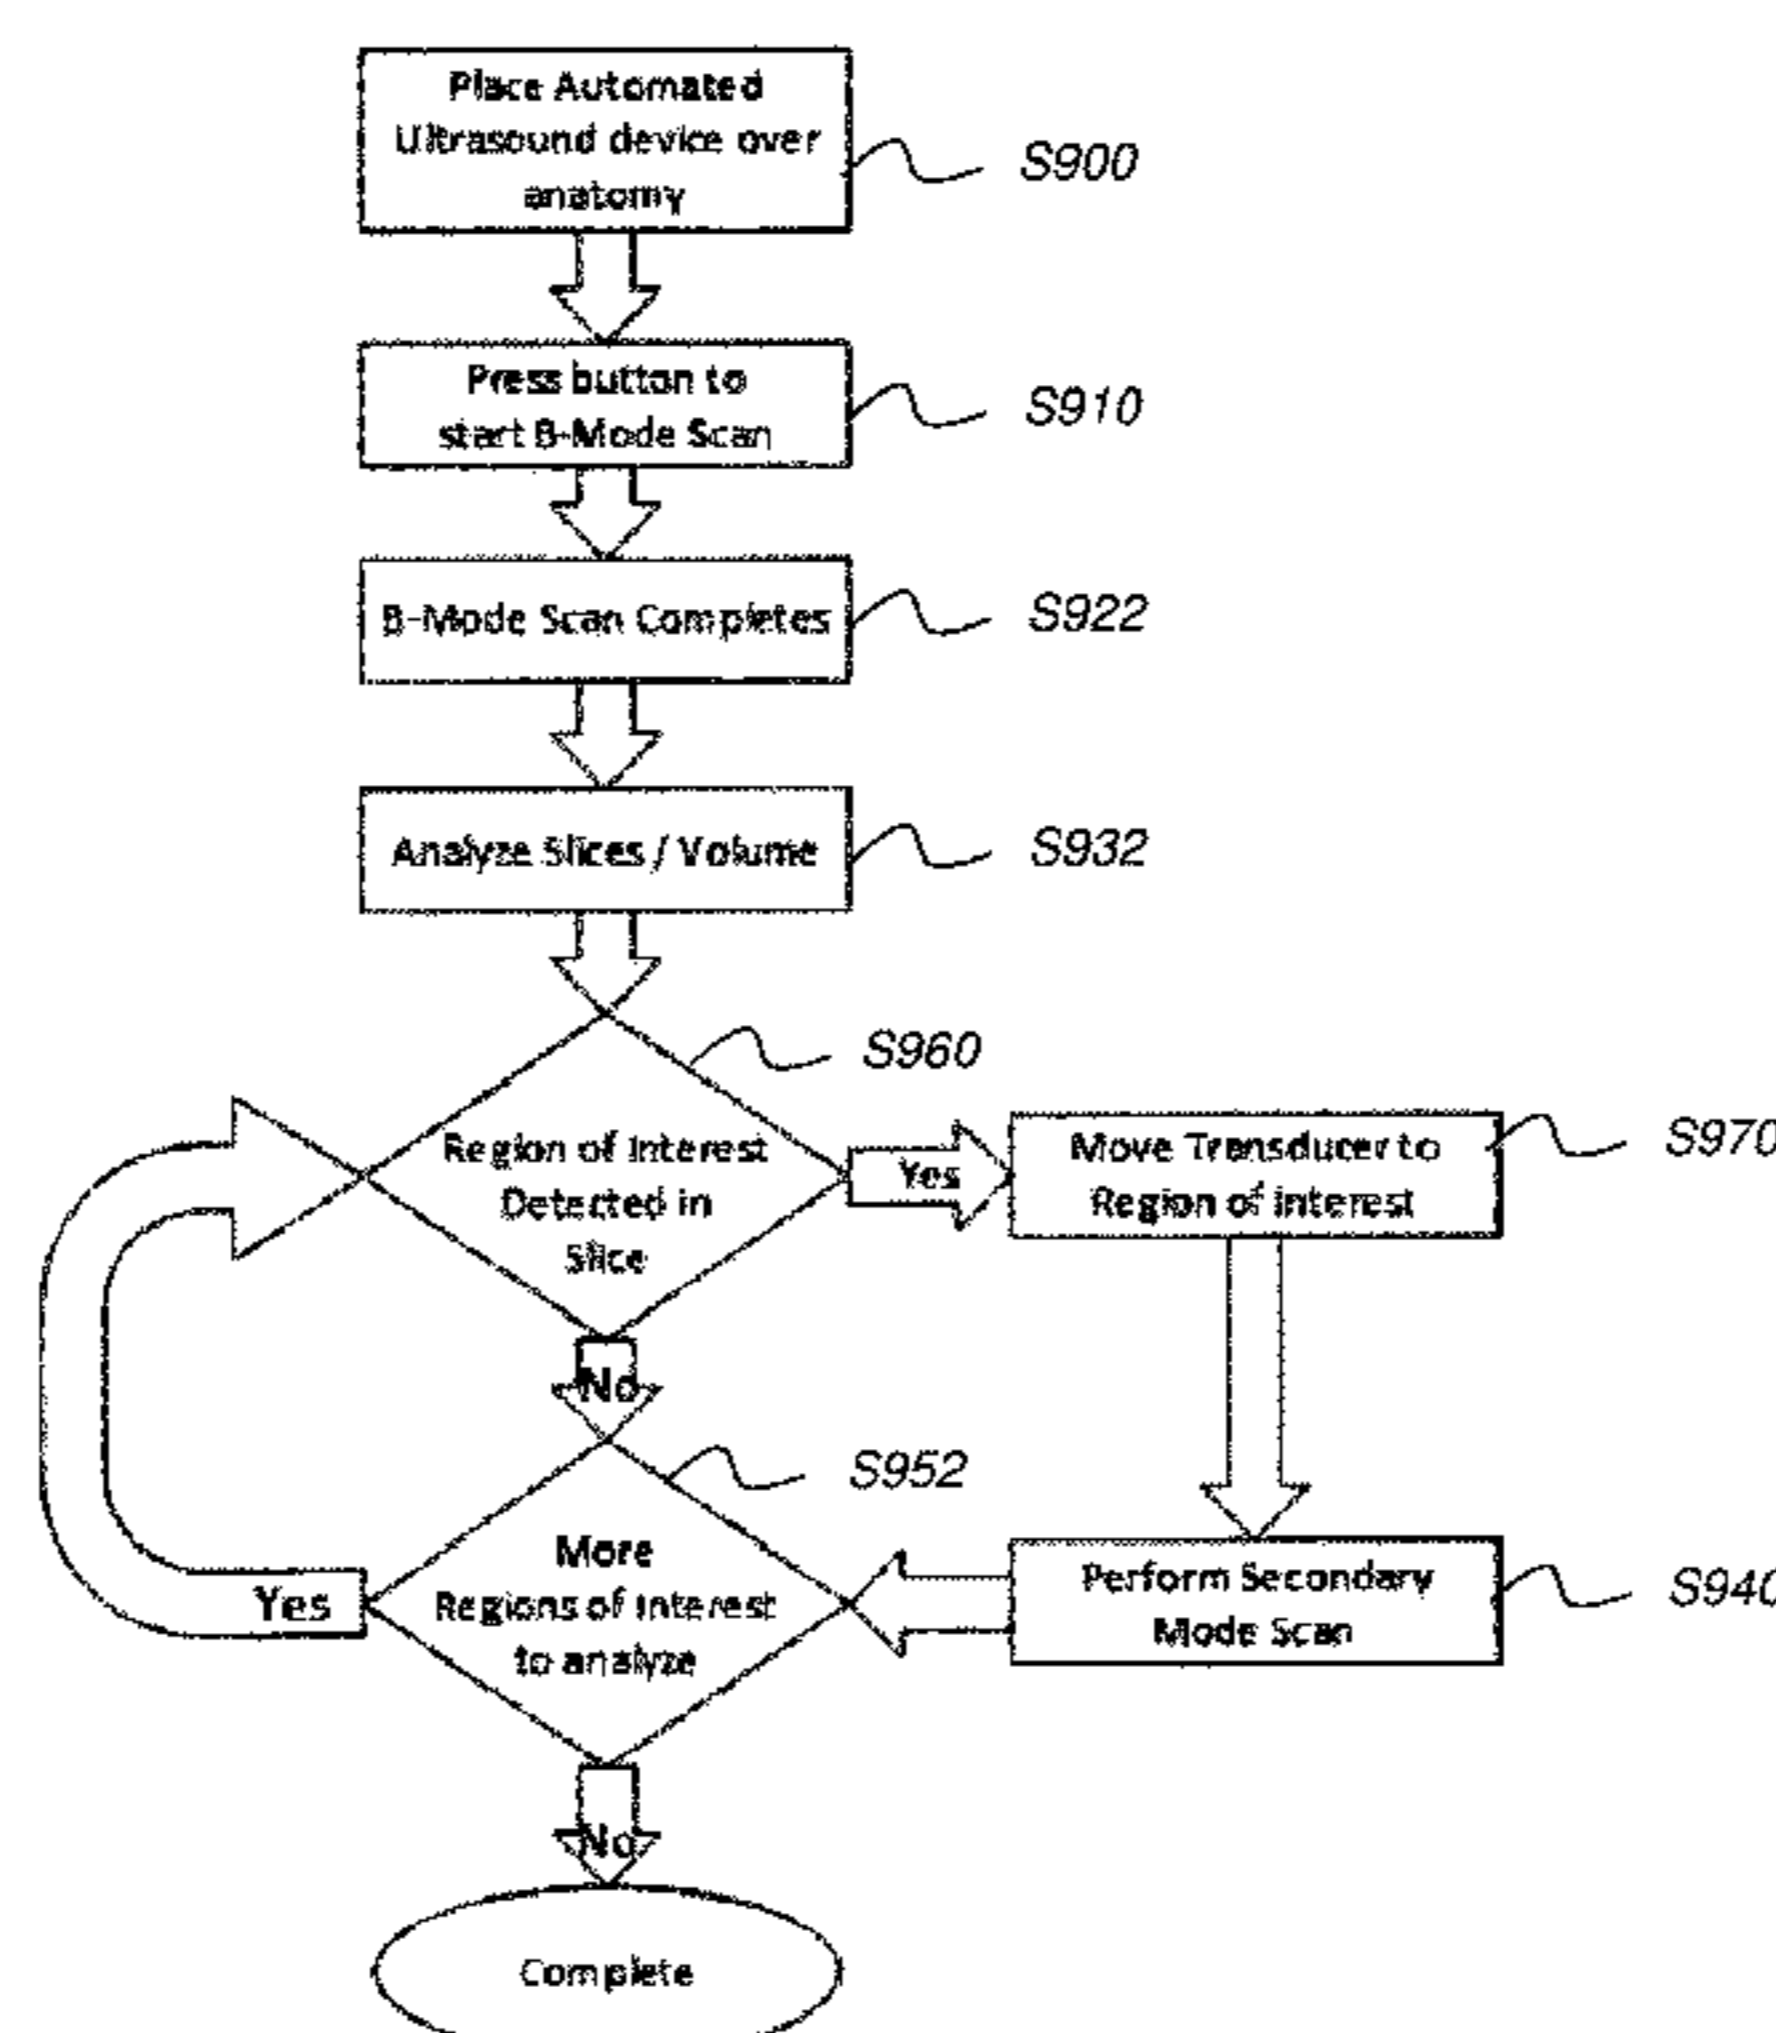 Place Automated
Ultrasound device over
anatomy
S900
Press button to
start B-Mode Scan
S910
B-Mode Scan Completes
S922
Analyze Slices / Volume
S932
S960
Region of Interest
Detected in
Slice
Yes
Move Transducer to
Region of interest
S970
No
S952
More
Regions of interest
to analyze
Yes
Perform Secondary
Mode Scan
S940
No
Complete